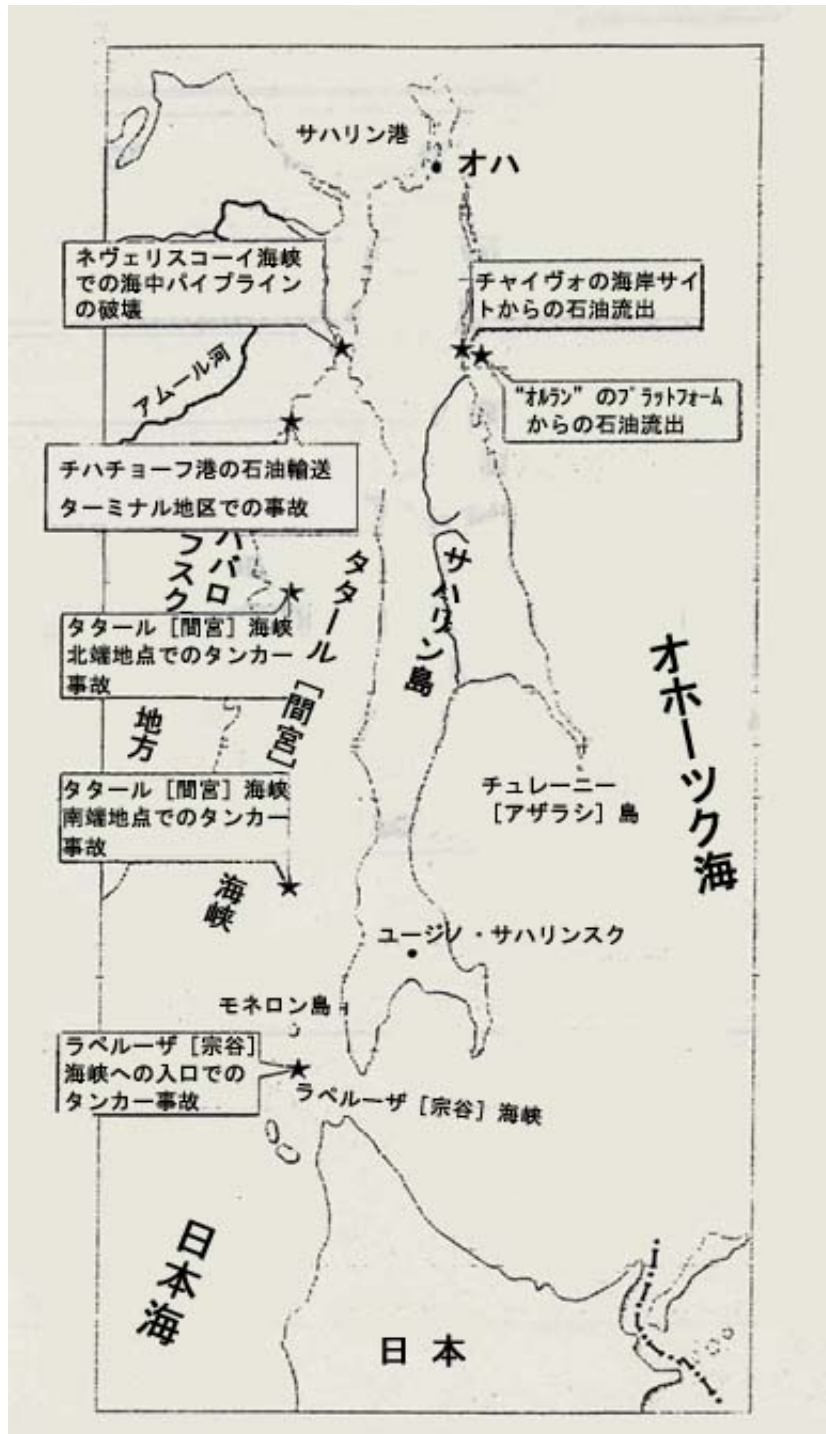 サハリン港
オハ
ネヴェリスコーイ海峡
での海中パイプライン
の破壊
チャイヴォの海岸サイ
トからの石油流出
アムール河
“オルラン”のプラットフォーム
からの石油流出
チハチョーフ港の石油輸送
ターミナル地区での事故
ハバロ
フスク
地方
タタール［間宮］
海峡
サハリン島
オホーツク海
タタール［間宮］海峡
北端地点でのタンカー
事故
チュレーニー
［アザラシ］島
タタール［間宮］海峡
南端地点でのタンカー
事故
ユージノ・サハリンスク
モネロン島
ラペルーザ［宗谷］
海峡への入口での
タンカー事故
ラペルーザ［宗谷］海峡
日本海
日本